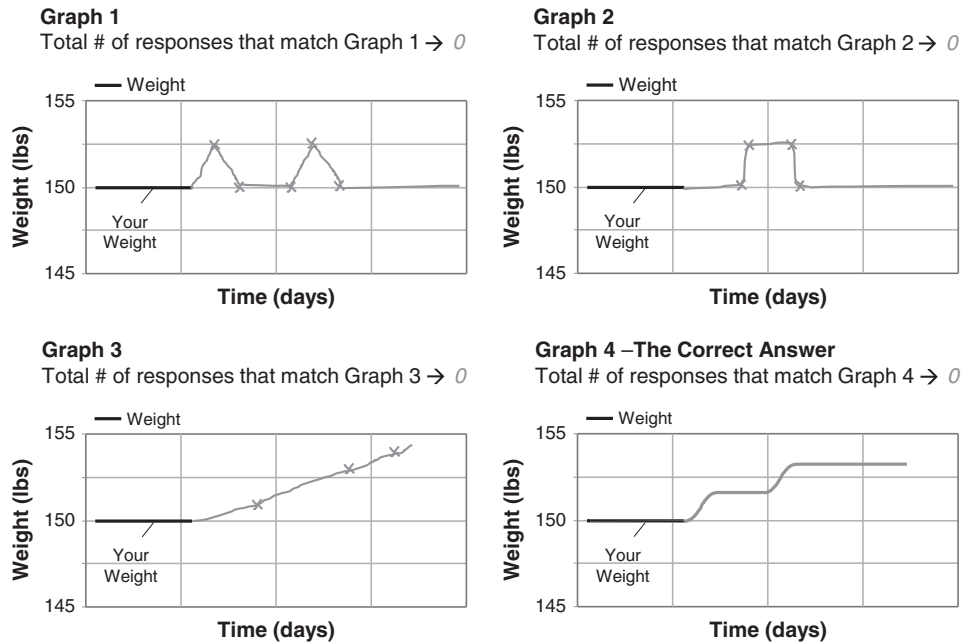 Graph 1
Total # of responses that match Graph 1 → 0
Weight
155
150
145
Weight (lbs)
Your
Weight
Time (days)
Graph 2
Total # of responses that match Graph 2 → 0
Weight
155
150
145
Weight (lbs)
Your
Weight
Time (days)
Graph 3
Total # of responses that match Graph 3 → 0
Weight
155
150
145
Weight (lbs)
Your
Weight
Time (days)
Graph 4 –The Correct Answer
Total # of responses that match Graph 4 → 0
Weight
155
150
145
Weight (lbs)
Your
Weight
Time (days)